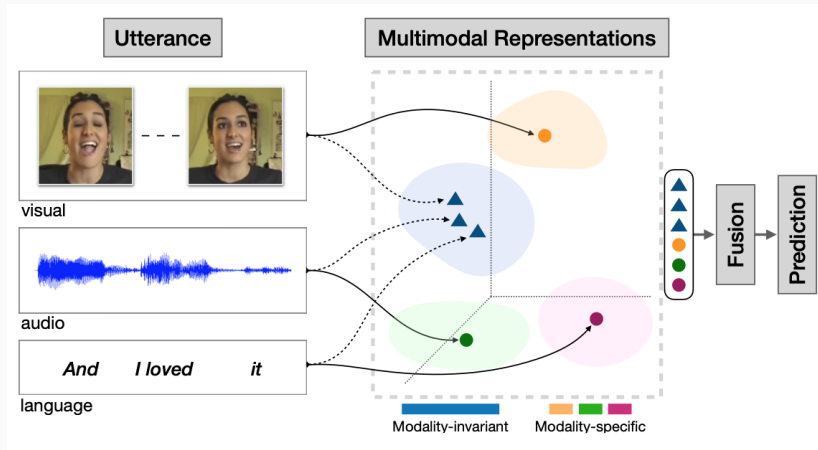 Utterance
Multimodal Representations
visual
audio
And I loved it
language
Modality-invariant
Modality-specific
Fusion
Prediction